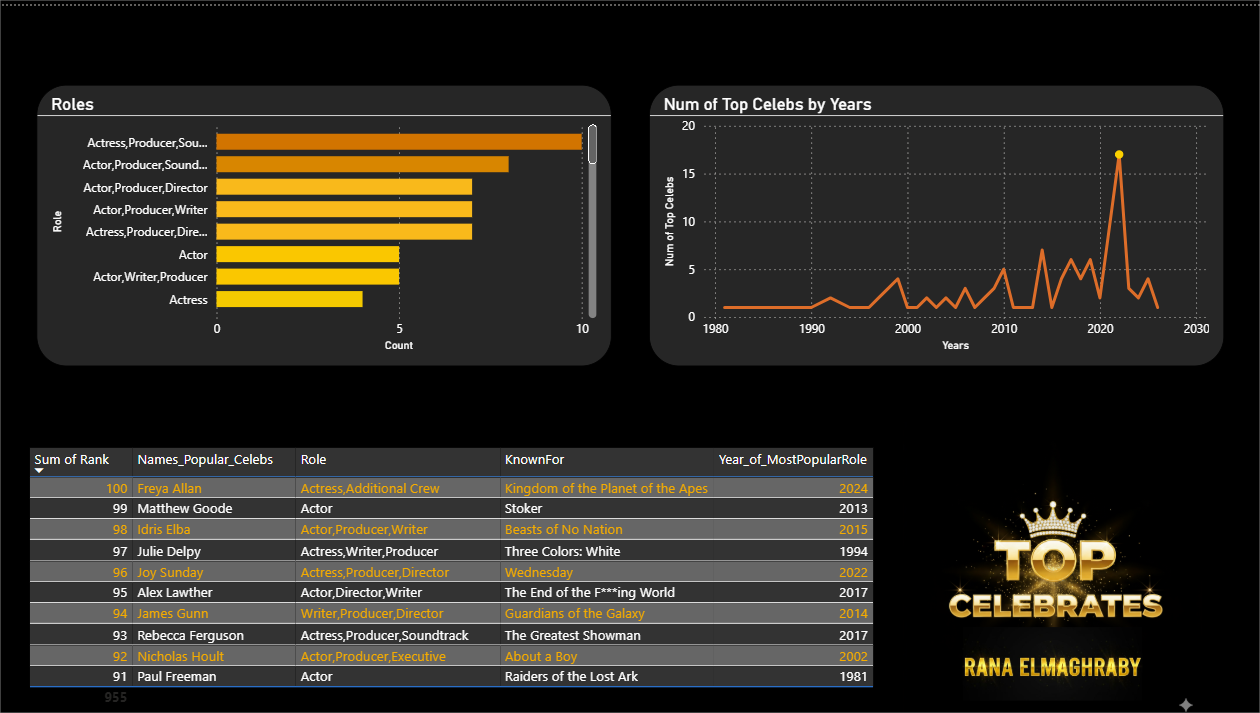 Roles
Role
Actress,Producer,Sou...
Actor,Producer,Sound...
Actor,Producer,Director
Actor,Producer,Writer
Actress,Producer,Dire...
Actor
Actor,Writer,Producer
Actress
0 5 10
Count
Num of Top Celebs by Years
Num of Top Celebs
20
15
10
5
0
1980 1990 2000 2010 2020 2030
Years
Sum of Rank Names_Popular_Celebs Role KnownFor Year_of_MostPopularRole
100 Freya Allan Actress,Additional Crew Kingdom of the Planet of the Apes 2024
99 Matthew Goode Actor Stoker 2013
98 Idris Elba Actor,Producer,Writer Beasts of No Nation 2015
97 Julie Delpy Actress,Writer,Producer Three Colors: White 1994
96 Joy Sunday Actress,Producer,Director Wednesday 2022
95 Alex Lawther Actor,Director,Writer The End of the F***ing World 2017
94 James Gunn Writer,Producer,Director Guardians of the Galaxy 2014
93 Rebecca Ferguson Actress,Producer,Soundtrack The Greatest Showman 2017
92 Nicholas Hoult Actor,Producer,Executive About a Boy 2002
91 Paul Freeman Actor Raiders of the Lost Ark 1981
955
TOP
CELEBRATES
RANA ELMAGHRABY